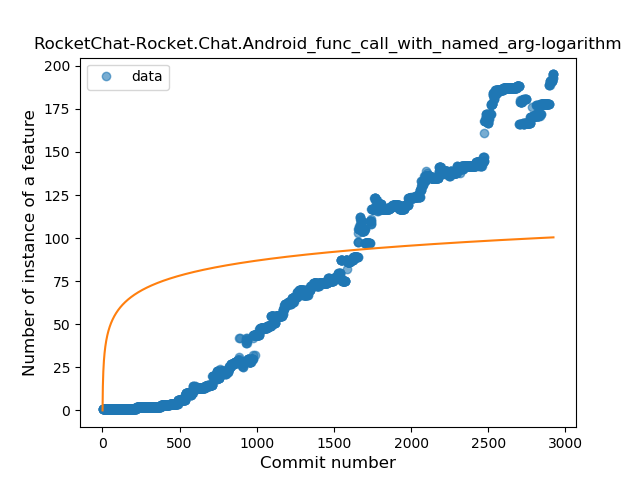 RocketChat-Rocket.Chat.Android_func_call_with_named_arg-logarithm
data
Number of instance of a feature
200
175
150
125
100
75
50
25
0
0 500 1000 1500 2000 2500 3000
Commit number